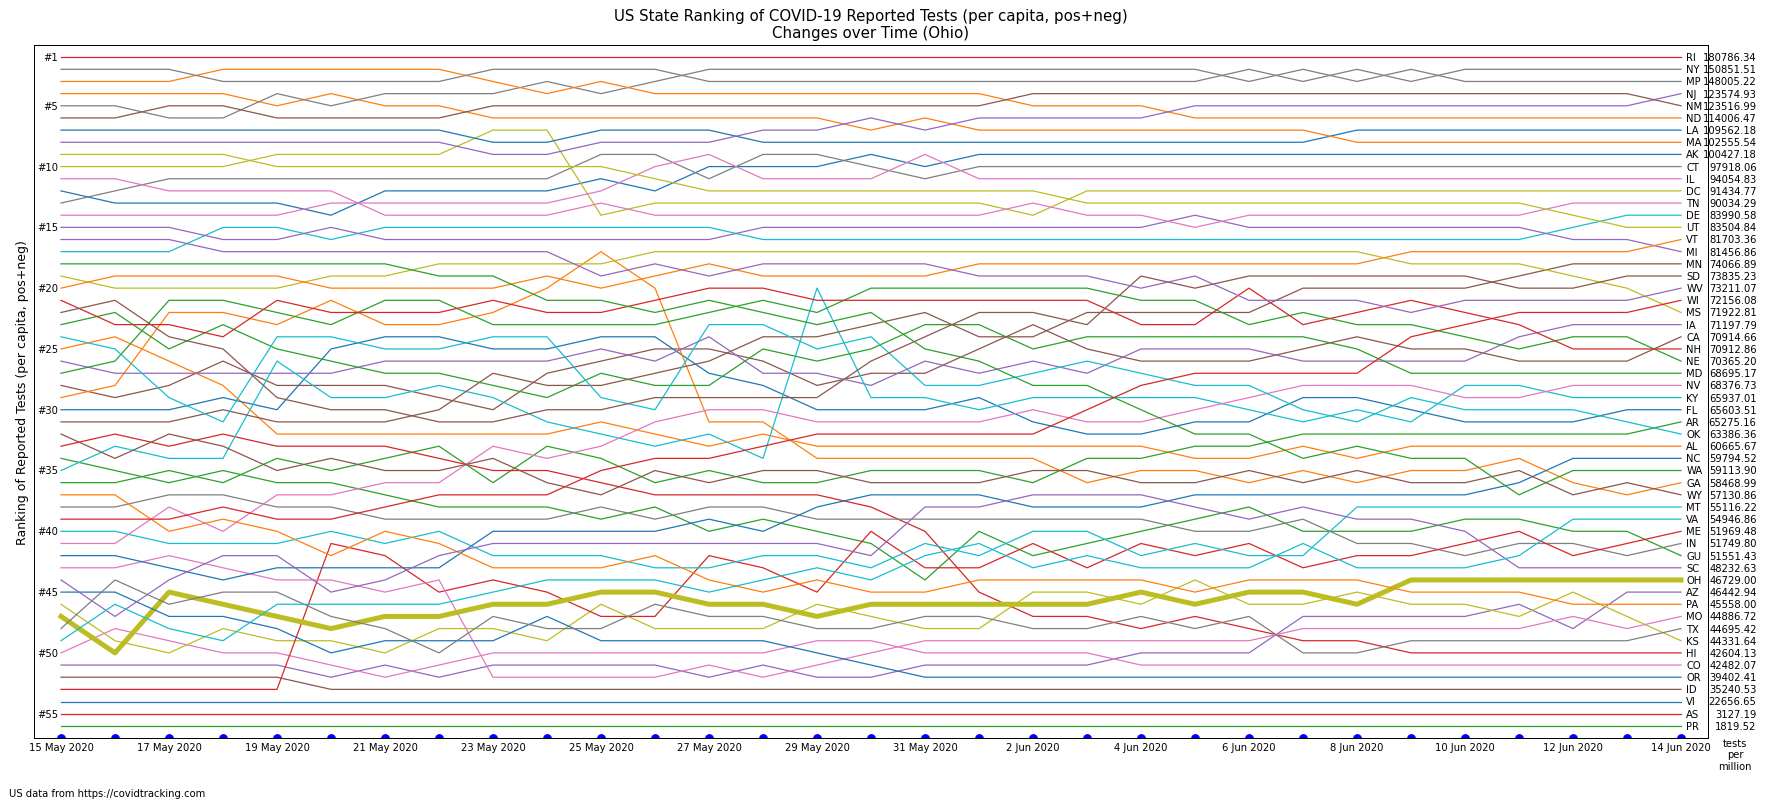 US State Ranking of COVID-19 Reported Tests (per capita, pos+neg)
Changes over Time (Ohio)
Ranking of Reported Tests (per capita, pos+neg)
#1
#5
#10
#15
#20
#25
#30
#35
#40
#45
#50
#55
RI 180786.34
NY 150851.51
MP 148005.22
NJ 123574.93
NM 123516.99
ND 114006.47
LA 109562.18
MA 102555.54
AK 100427.18
CT 97918.06
IL 94054.83
DC 91434.77
TN 90034.29
DE 83990.58
UT 83504.84
VT 81703.36
MI 81456.86
MN 74066.89
SD 73835.23
WV 73211.07
WI 72156.08
MS 71922.81
IA 71197.79
CA 70914.66
NH 70912.86
NE 70365.20
MD 68695.17
NV 68376.73
KY 65937.01
FL 65603.51
AR 65275.16
OK 63386.36
AL 60665.67
NC 59794.52
WA 59113.90
GA 58468.99
WY 57130.86
MT 55116.22
VA 54946.86
ME 51969.48
IN 51749.80
GU 51551.43
SC 48232.63
OH 46729.00
AZ 46442.94
PA 45558.00
MO 44886.72
TX 44695.42
KS 44331.64
HI 42604.13
CO 42482.07
OR 39402.41
ID 35240.53
VI 22656.65
AS 3127.19
PR 1819.52
15 May 2020 17 May 2020 19 May 2020 21 May 2020 23 May 2020 25 May 2020 27 May 2020 29 May 2020 31 May 2020 2 Jun 2020 4 Jun 2020 6 Jun 2020 8 Jun 2020 10 Jun 2020 12 Jun 2020 14 Jun 2020
tests
per
million
US data from https://covidtracking.com